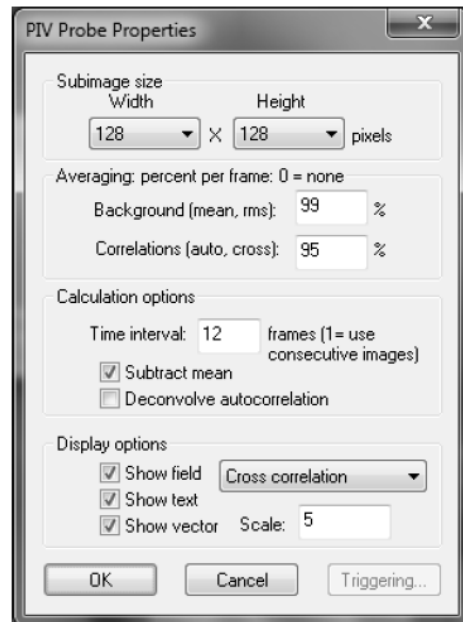 PIV Probe Properties
Subimage size
Width Height
128 X 128 pixels
Averaging: percent per frame: 0 = none
Background (mean, rms): 99 %
Correlations (auto, cross): 95 %
Calculation options
Time interval: 12 frames (1= use
consecutive images)
Subtract mean
Deconvolve autocorrelation
Display options
Show field Cross correlation
Show text
Show vector Scale: 5
OK Cancel Triggering...